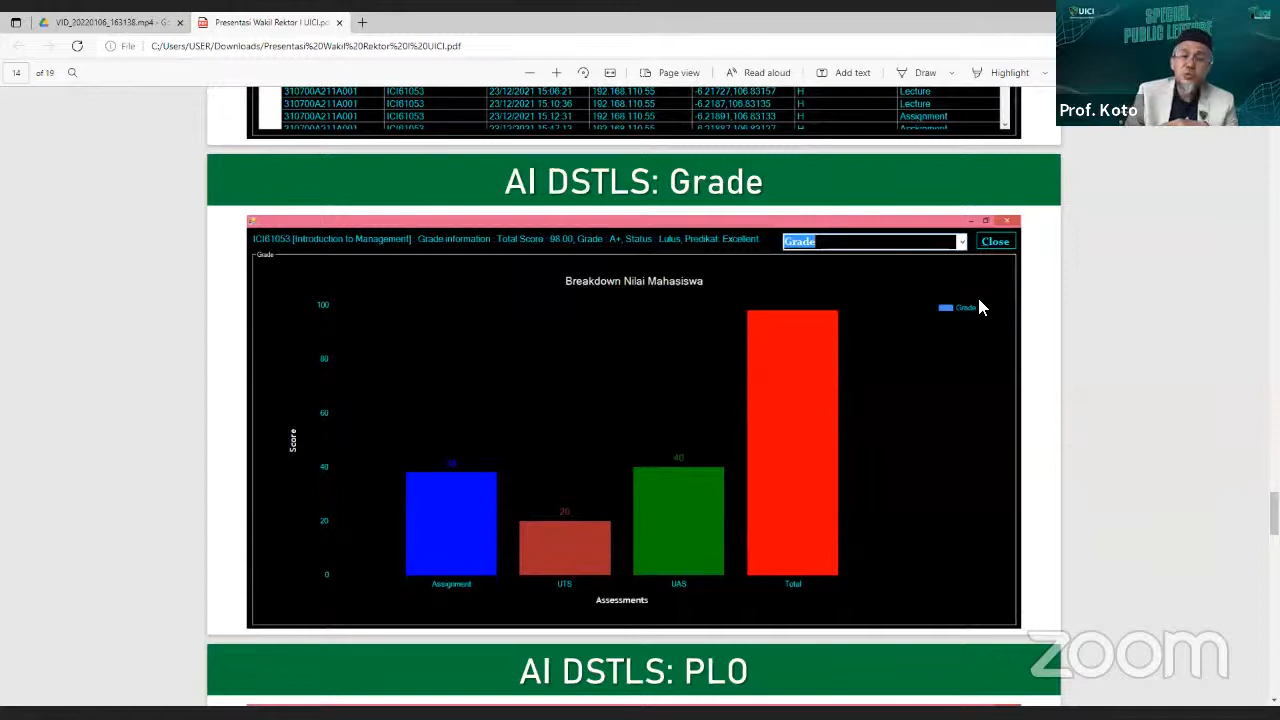 VID_20220106_163138.mp4 - Go
Presentasi Wakil Rektor I UICI.pdf
File
C:/Users/USER/Downloads/Presentasi%20Wakil%20Rektor%20I%20UICI.pdf
14 of 19
Page view
Read aloud
Add text
Draw
Highlight
UICI
SPECIAL
PUBLIC LECTURE
Prof. Koto
310700A211A001 ICI61053 23/12/2021 15:06:21 192.168.110.55 -6.21727,106.83157 H Lecture
310700A211A001 ICI61053 23/12/2021 15:10:36 192.168.110.55 -6.2187,106.83135 H Lecture
310700A211A001 ICI61053 23/12/2021 15:12:31 192.168.110.55 -6.21891,106.83133 H Assignment
AI DSTLS: Grade
ICI61053 [Introduction to Management] : Grade information : Total Score : 98.00, Grade : A+, Status : Lulus, Predikat: Excellent
Grade
Close
Grade
Breakdown Nilai Mahasiswa
Grade
100
80
60
40
20
0
Score
20
40
Assignment
UTS
UAS
Total
Assessments
AI DSTLS: PLO
zoom